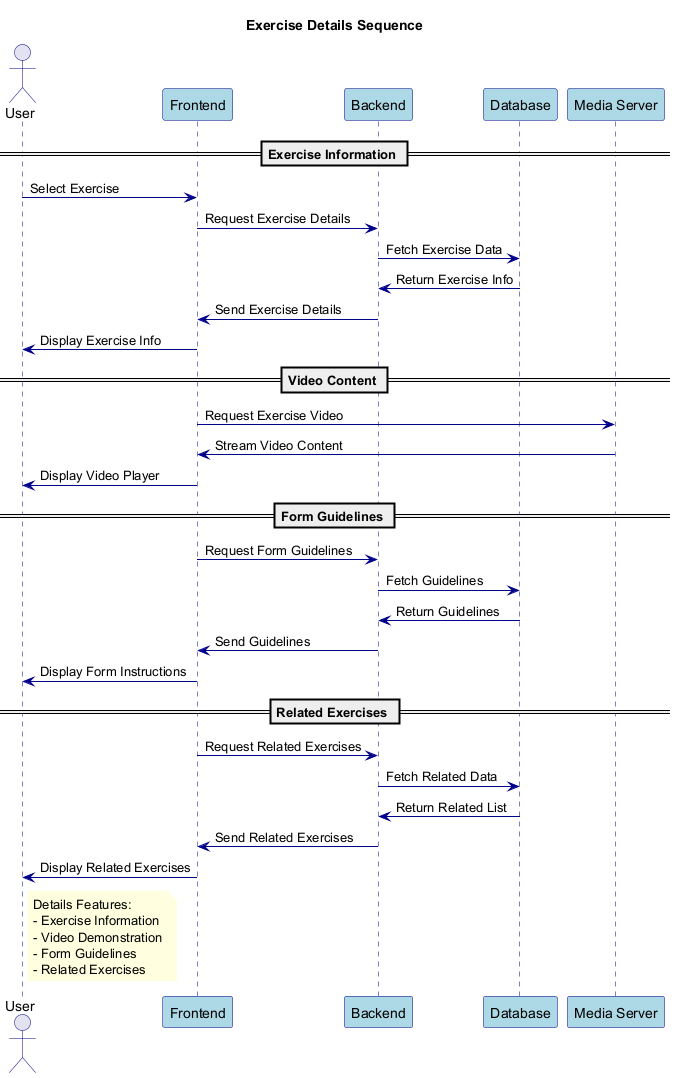 Exercise Details Sequence
User
Frontend
Backend
Database
Media Server
Exercise Information
Select Exercise
Request Exercise Details
Fetch Exercise Data
Return Exercise Info
Send Exercise Details
Display Exercise Info
Video Content
Request Exercise Video
Stream Video Content
Display Video Player
Form Guidelines
Request Form Guidelines
Fetch Guidelines
Return Guidelines
Send Guidelines
Display Form Instructions
Related Exercises
Request Related Exercises
Fetch Related Data
Return Related List
Send Related Exercises
Display Related Exercises
Details Features:
- Exercise Information
- Video Demonstration
- Form Guidelines
- Related Exercises
User
Frontend
Backend
Database
Media Server